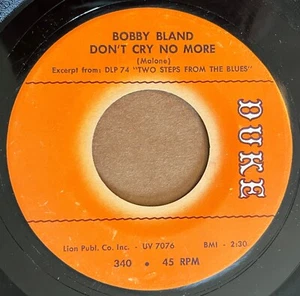 BOBBY BLAND
DON'T CRY NO MORE
(Malone)
Excerpt from: DLP 74 "TWO STEPS FROM THE BLUES"
DUKE
Lion Publ. Co. Inc. - UV 7076
BMI - 2:30
340 • 45 RPM